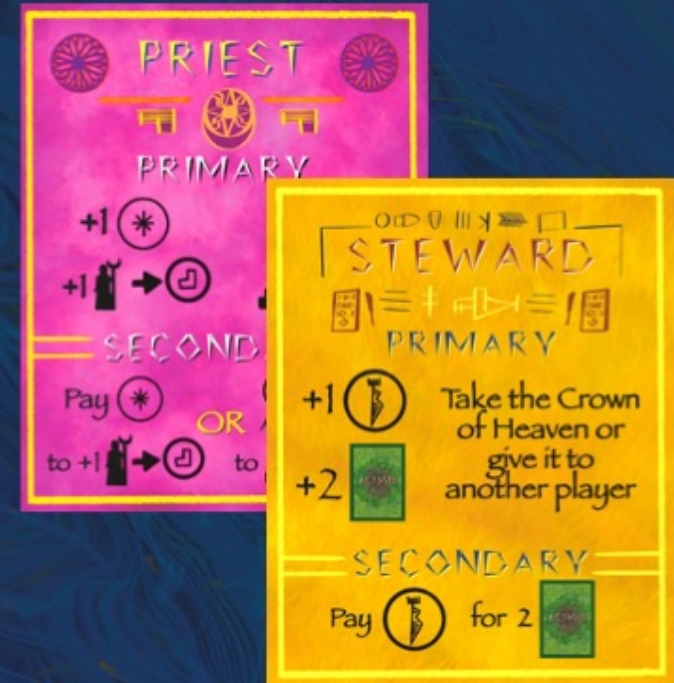 PRIEST
PRIMARY
+1
+1
SECOND
Pay
OR
to +1
to
STEWARD
PRIMARY
+1
Take the Crown
of Heaven or
give it to
another player
+2
SECONDARY
Pay for 2